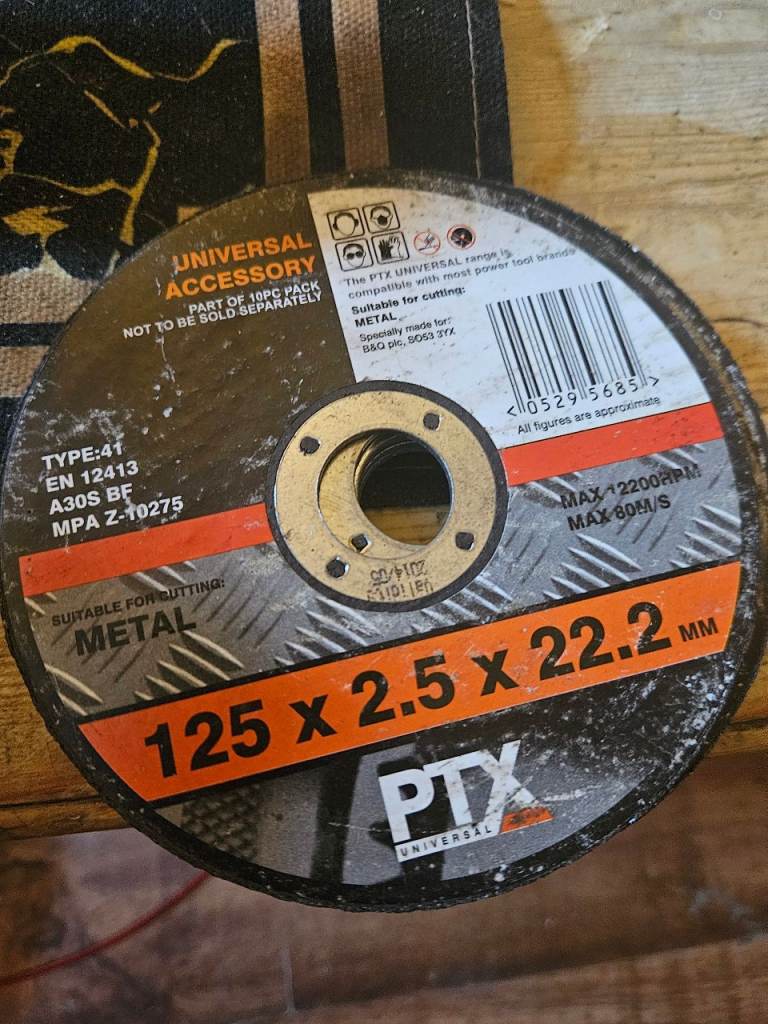 UNIVERSAL
ACCESSORY
PART OF 10PC PACK
NOT TO BE SOLD SEPARATELY
The PTX UNIVERSAL range is
compatible with most power tool brands
Suitable for cutting:
METAL
Specially made for:
B&Q plc, SO53 3YX
< 0529 5685 >
All figures are approximate
TYPE:41
EN 12413
A30S BF
MPA Z-10275
MAX 12200RPM
MAX 80M/S
2014/05
SUITABLE FOR CUTTING:
METAL
125 x 2.5 x 22.2 MM
PTX
UNIVERSAL